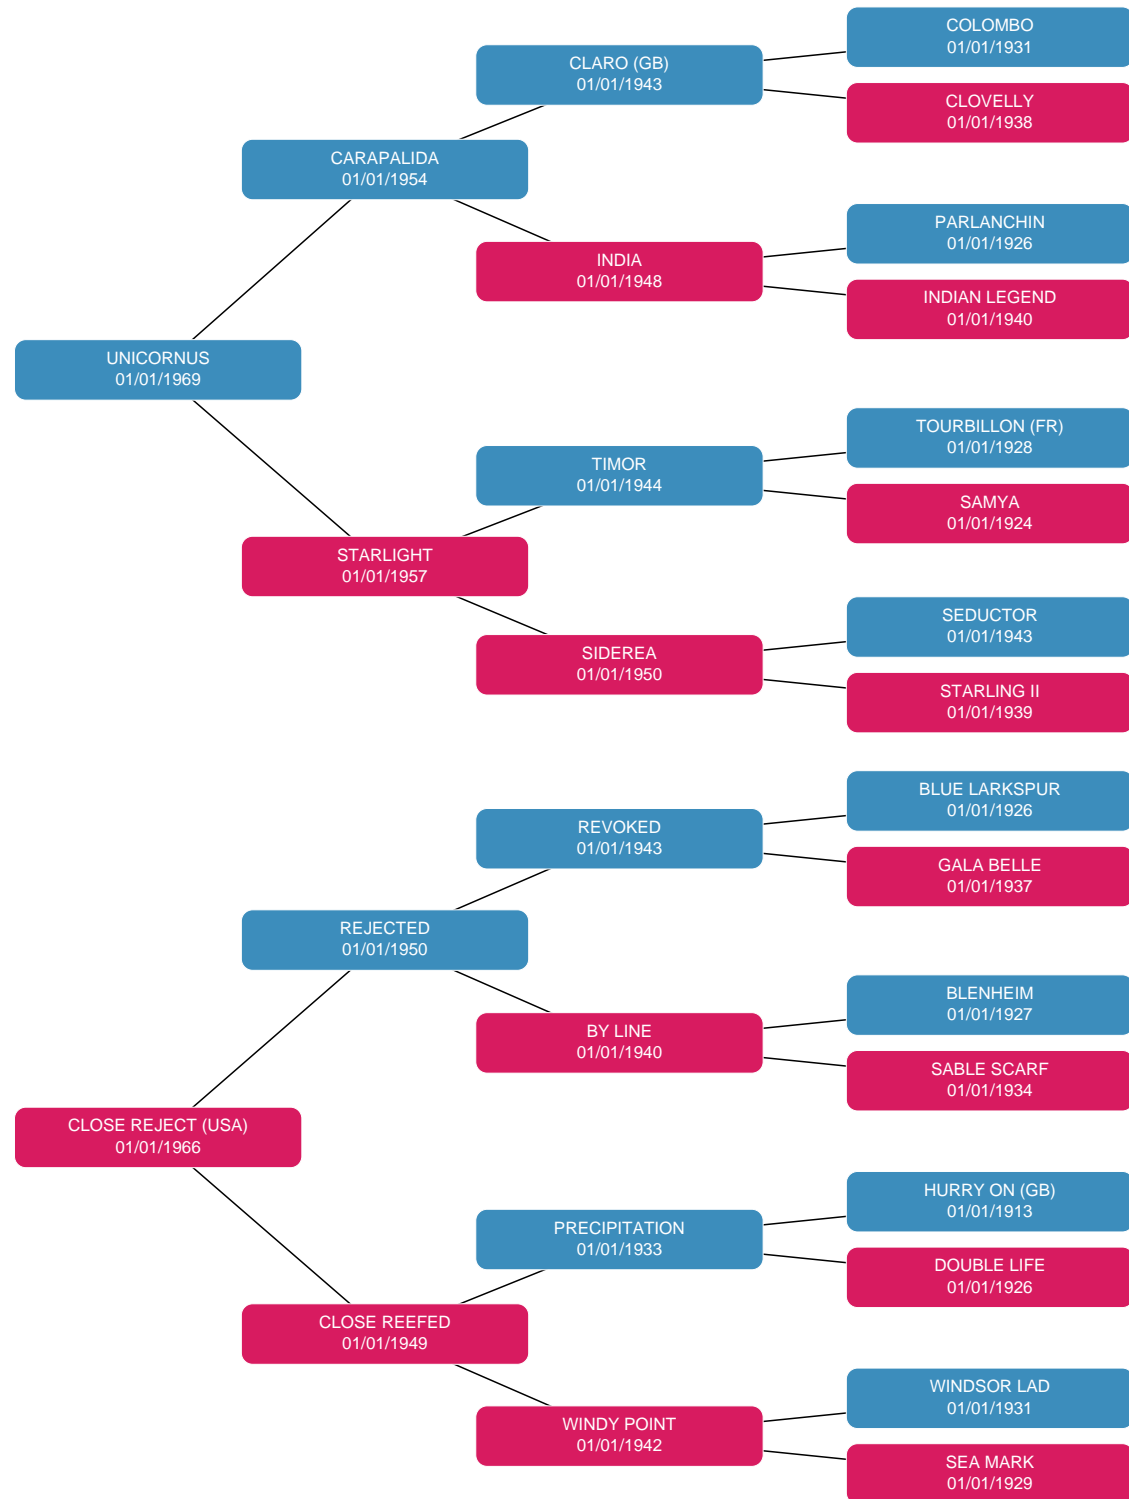 COLOMBO
01/01/1931
CLARO (GB)
01/01/1943
CLOVELLY
01/01/1938
CARAPALIDA
01/01/1954
PARLANCHIN
01/01/1926
INDIA
01/01/1948
INDIAN LEGEND
01/01/1940
UNICORNUS
01/01/1969
TOURBILLON (FR)
01/01/1928
TIMOR
01/01/1944
SAMYA
01/01/1924
STARLIGHT
01/01/1957
SEDUCTOR
01/01/1943
SIDEREA
01/01/1950
STARLING II
01/01/1939
BLUE LARKSPUR
01/01/1926
REVOKED
01/01/1943
GALA BELLE
01/01/1937
REJECTED
01/01/1950
BLENHEIM
01/01/1927
BY LINE
01/01/1940
SABLE SCARF
01/01/1934
CLOSE REJECT (USA)
01/01/1966
HURRY ON (GB)
01/01/1913
PRECIPITATION
01/01/1933
DOUBLE LIFE
01/01/1926
CLOSE REEFED
01/01/1949
WINDSOR LAD
01/01/1931
WINDY POINT
01/01/1942
SEA MARK
01/01/1929